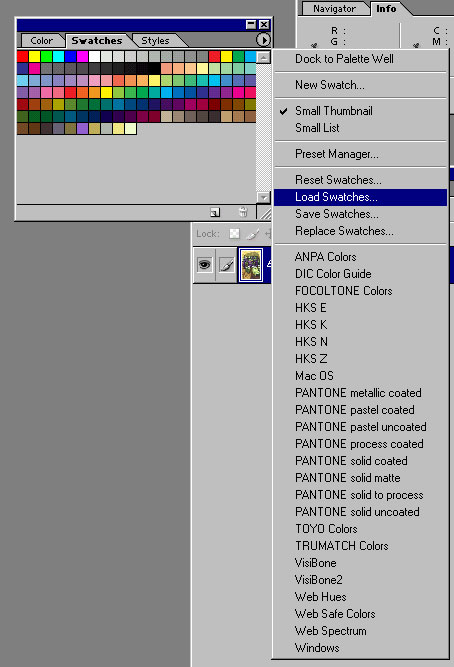 Navigator Info
R : C :
G : M :
Color Swatches Styles
Dock to Palette Well
New Swatch...
Small Thumbnail
Small List
Preset Manager...
Reset Swatches...
Load Swatches...
Save Swatches...
Replace Swatches...
Lock:
ANPA Colors
DIC Color Guide
FOCOLTONE Colors
HKS E
HKS K
HKS N
HKS Z
Mac OS
PANTONE metallic coated
PANTONE pastel coated
PANTONE pastel uncoated
PANTONE process coated
PANTONE solid coated
PANTONE solid matte
PANTONE solid to process
PANTONE solid uncoated
TOYO Colors
TRUMATCH Colors
VisiBone
VisiBone2
Web Hues
Web Safe Colors
Web Spectrum
Windows